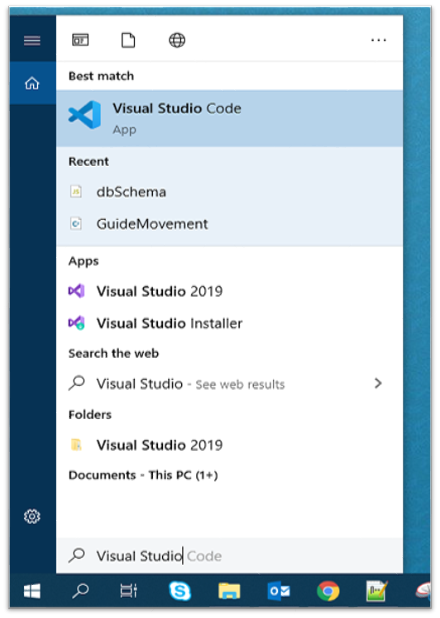 Best match
Visual Studio Code
App
Recent
dbSchema
GuideMovement
Apps
Visual Studio 2019
Visual Studio Installer
Search the web
Visual Studio - See web results
Folders
Visual Studio 2019
Documents - This PC (1+)
Visual Studio Code